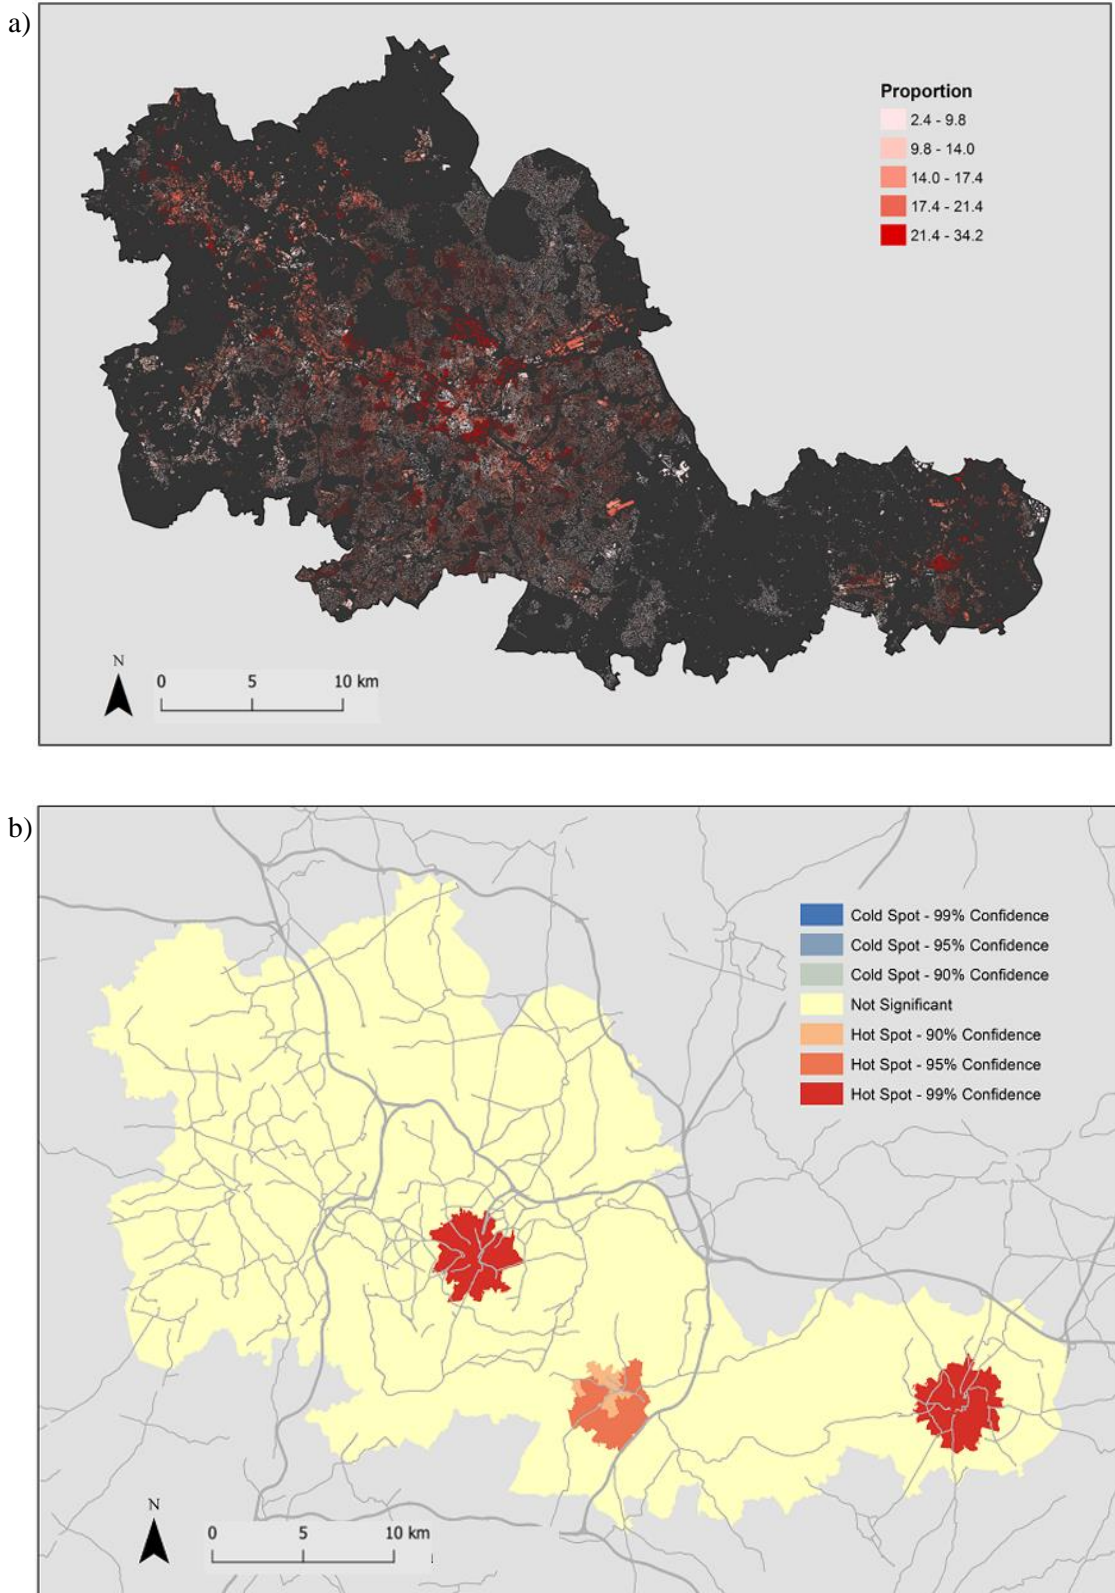 a)
Proportion
2.4 - 9.8
9.8 - 14.0
14.0 - 17.4
17.4 - 21.4
21.4 - 34.2
N
0 5 10 km
b)
Cold Spot - 99% Confidence
Cold Spot - 95% Confidence
Cold Spot - 90% Confidence
Not Significant
Hot Spot - 90% Confidence
Hot Spot - 95% Confidence
Hot Spot - 99% Confidence
N
0 5 10 km